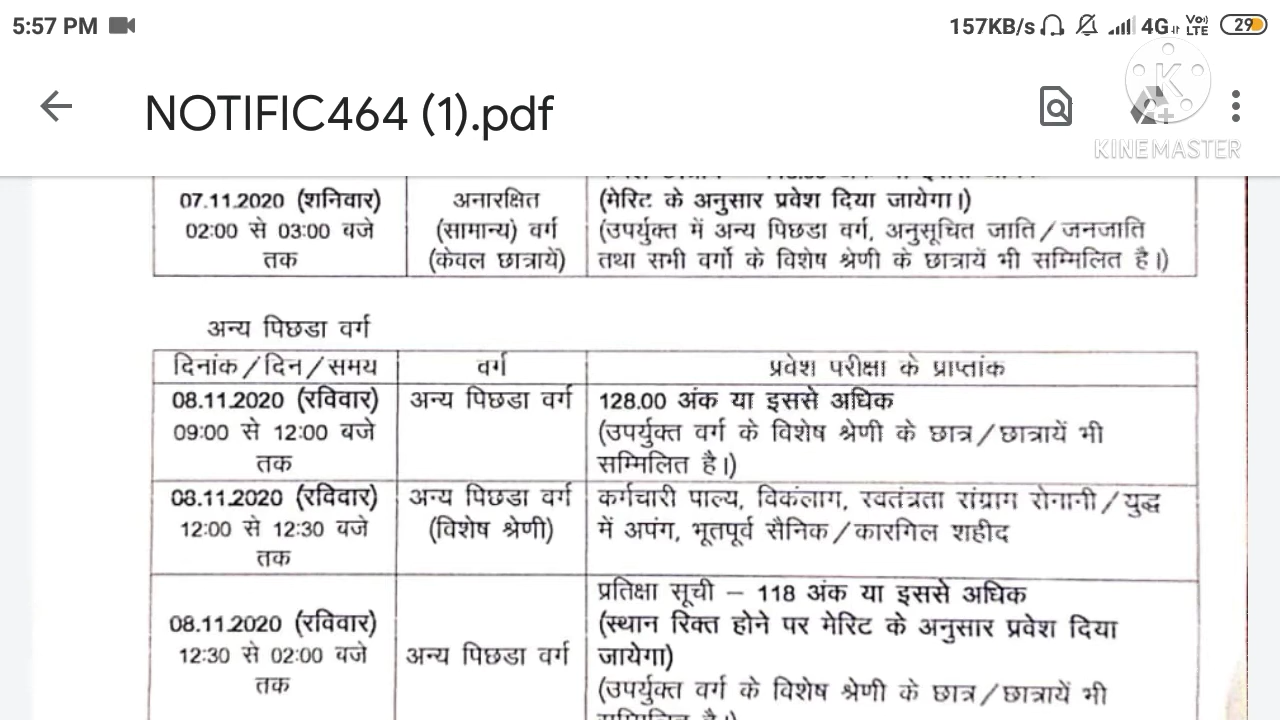 5:57 PM 157KB/s 4G Vo) LTE 29
NOTIFIC464 (1).pdf
K
KINEMASTER
07.11.2020 (शनिवार)
02:00 से 03:00 बजे
तक
अनारक्षित
(सामान्य) वर्ग
(केवल छात्रायें)
(मेरिट के अनुसार प्रवेश दिया जायेगा।)
(उपर्युक्त में अन्य पिछडा वर्ग, अनुसूचित जाति/जनजाति
तथा सभी वर्गो के विशेष श्रेणी के छात्रायें भी सम्मिलित है।)
अन्य पिछडा वर्ग
दिनांक/दिन/समय वर्ग प्रवेश परीक्षा के प्राप्तांक
08.11.2020 (रविवार)
09:00 से 12:00 बजे
तक
अन्य पिछडा वर्ग
128.00 अंक या इससे अधिक
(उपर्युक्त वर्ग के विशेष श्रेणी के छात्र/छात्रायें भी
सम्मिलित है।)
08.11.2020 (रविवार)
12:00 से 12:30 बजे
तक
अन्य पिछडा वर्ग
(विशेष श्रेणी)
कर्गचारी पाल्य, विकंलाग, स्वतंत्रता संग्राग रोगानी/युद्ध
में अपंग, भूतपूर्व सैनिक/कारगिल शहीद
08.11.2020 (रविवार)
12:30 से 02:00 बजे
तक
अन्य पिछडा वर्ग
प्रतिक्षा सूची – 118 अंक या इससे अधिक
(स्थान रिक्त होने पर मेरिट के अनुसार प्रवेश दिया
जायेगा)
(उपर्युक्त वर्ग के विशेष श्रेणी के छात्र/छात्रायें भी